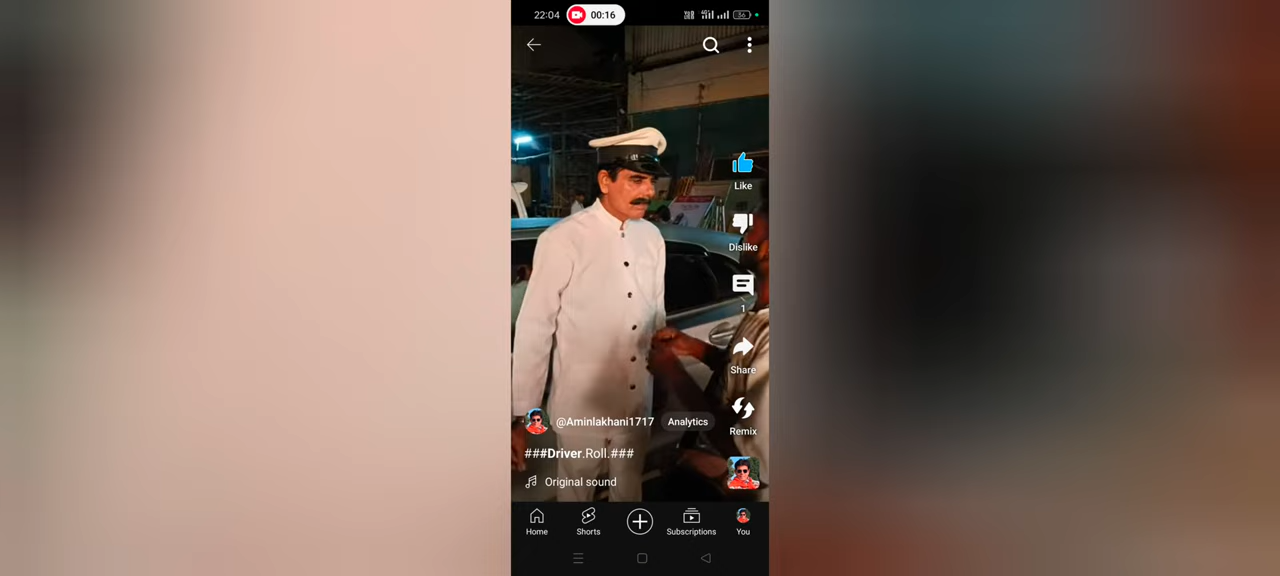 22:04
00:16
56
Like
Dislike
1
Share
@Aminlakhani1717
Analytics
Remix
###Driver.Roll.###
Original sound
Home
Shorts
Subscriptions
You